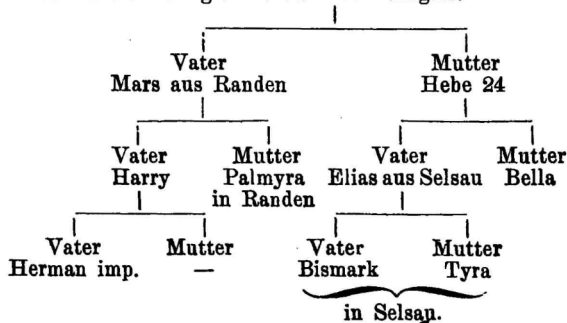 Vater Mutter
Mars aus Randen Hebe 24
Vater Mutter Vater Mutter
Harry Palmyra Elias aus Selsau Bella
in Randen
Vater Mutter Vater Mutter
Herman imp. — Bismark Tyra
in Selsau.